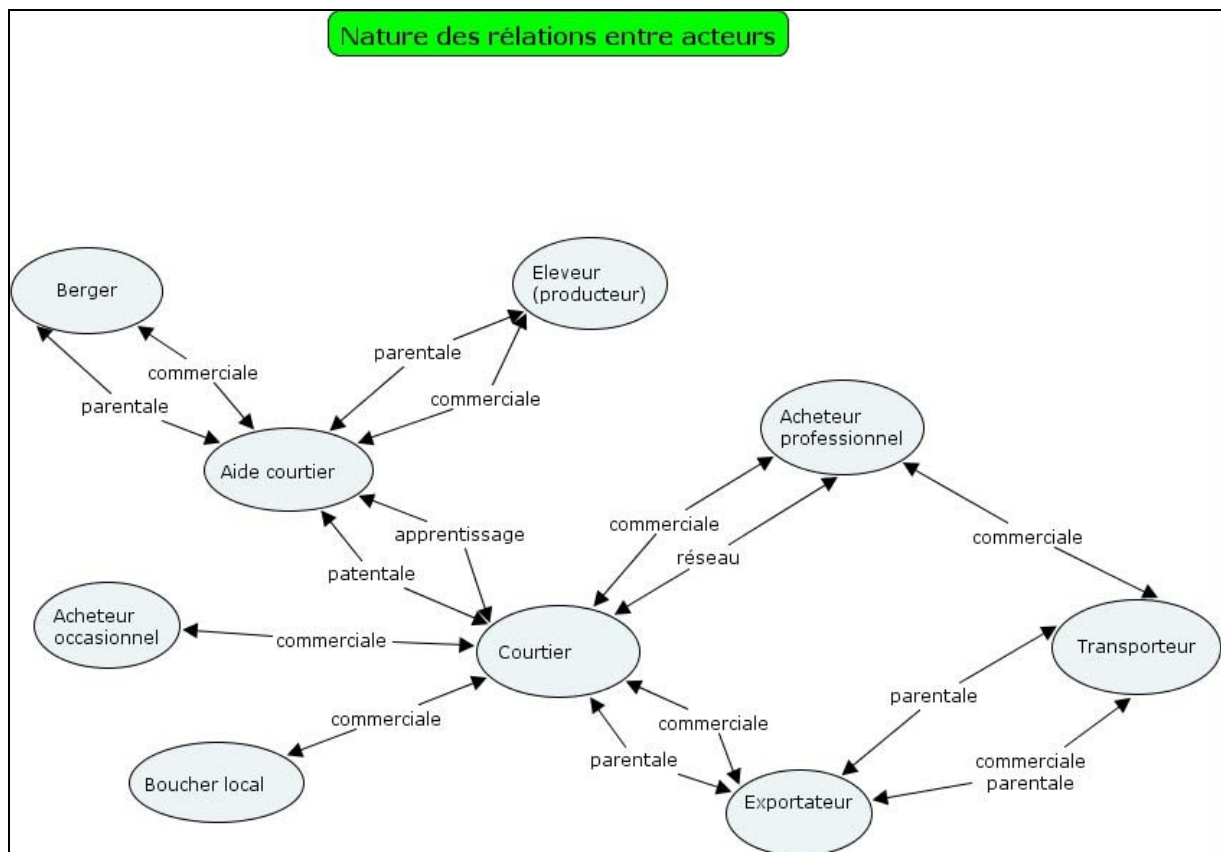 Nature des rélations entre acteurs
Berger
Eleveur
(producteur)
parentale
commerciale
parentale
commerciale
Acheteur
professionnel
Aide courtier
commerciale
apprentissage
réseau
commerciale
patentale
Acheteur
occasionnel
commerciale
Courtier
Transporteur
parentale
commerciale
commerciale
parentale
commerciale
parentale
Boucher local
Exportateur